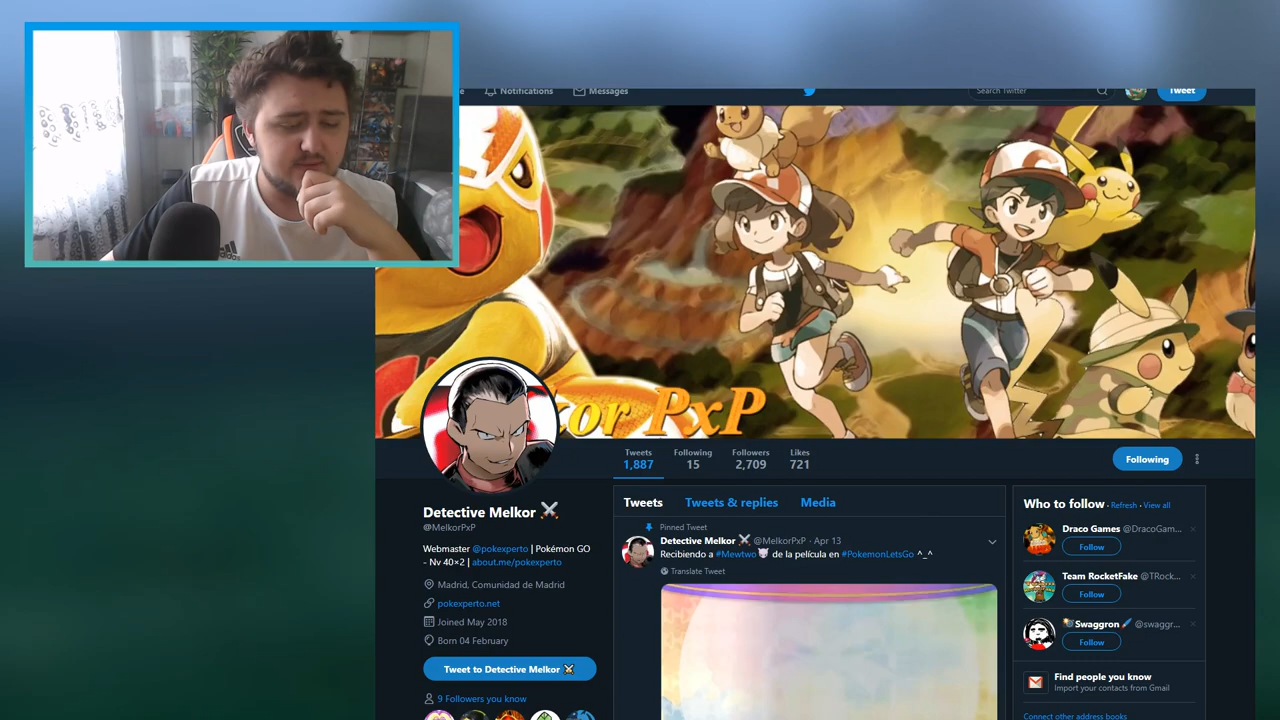 Notifications
Messages
Search Twitter
Tweet
adidas
kor PxP
Tweets
1,887
Following
15
Followers
2,709
Likes
721
Following
Detective Melkor
@MelkorPxP
Webmaster @pokexperto | Pokémon GO
- Nv 40×2 | about.me/pokexperto
Madrid, Comunidad de Madrid
pokexperto.net
Joined May 2018
Born 04 February
Tweet to Detective Melkor
9 Followers you know
Tweets
Tweets & replies
Media
Pinned Tweet
Detective Melkor @MelkorPxP · Apr 13
Recibiendo a #Mewtwo de la película en #PokemonLetsGo ^_^
Translate Tweet
Who to follow · Refresh · View all
Draco Games @DracoGam...
Follow
Team RocketFake @TRock...
Follow
Swaggron @swaggr...
Follow
Find people you know
Import your contacts from Gmail
Connect other address books